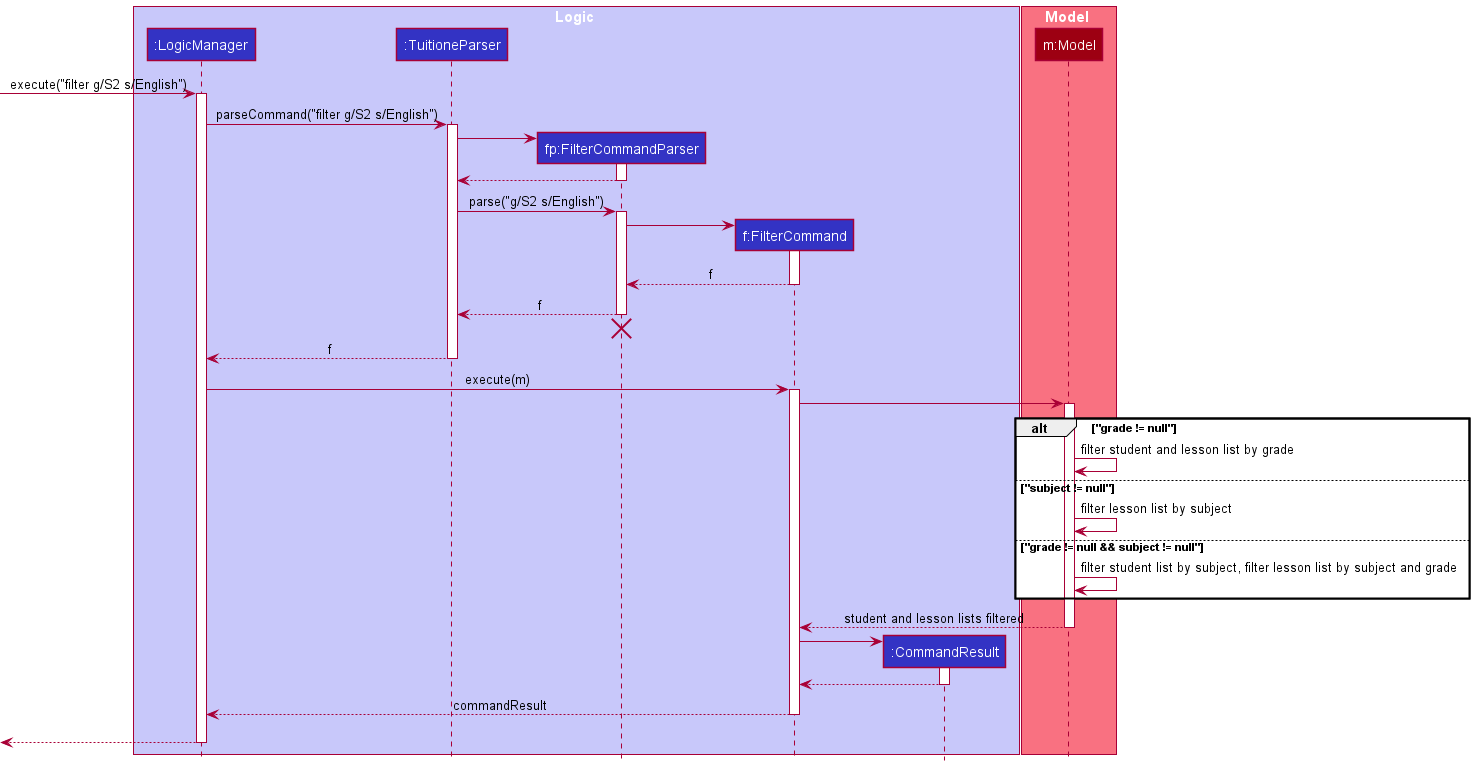 Logic
Model
:LogicManager
:TuitioneParser
m:Model
execute("filter g/S2 s/English")
parseCommand("filter g/S2 s/English")
fp:FilterCommandParser
parse("g/S2 s/English")
f:FilterCommand
f
f
f
execute(m)
alt
["grade != null"]
filter student and lesson list by grade
["subject != null"]
filter lesson list by subject
["grade != null && subject != null"]
filter student list by subject, filter lesson list by subject and grade
student and lesson lists filtered
:CommandResult
commandResult